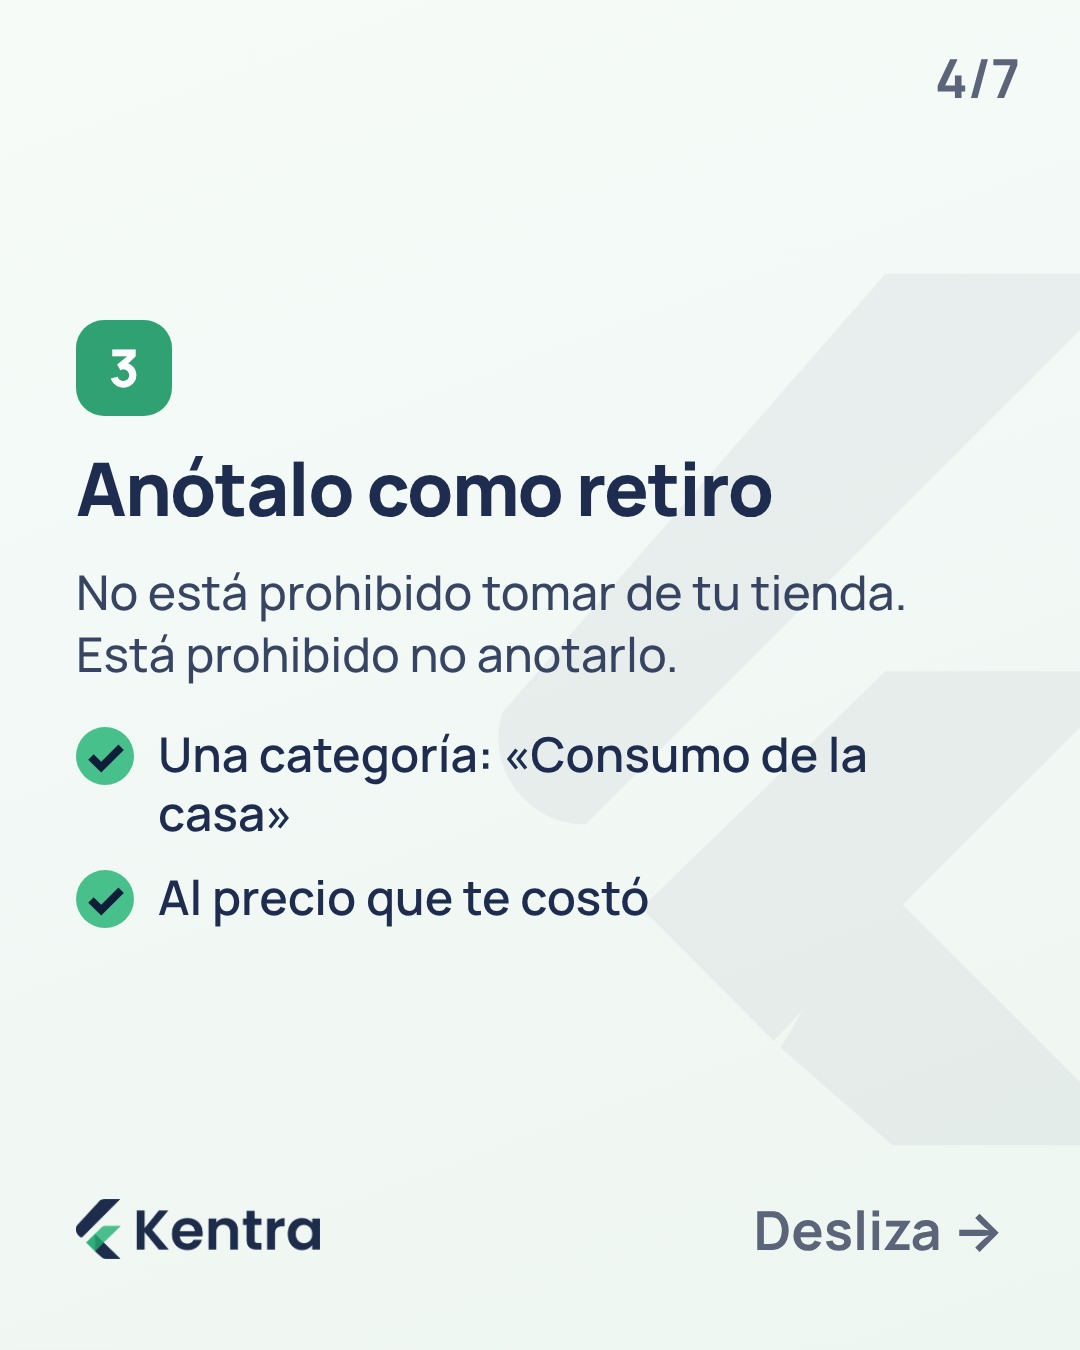 4/7
3
Anótalo como retiro
No está prohibido tomar de tu tienda.
Está prohibido no anotarlo.
Una categoría: «Consumo de la
casa»
Al precio que te costó
Kentra
Desliza →